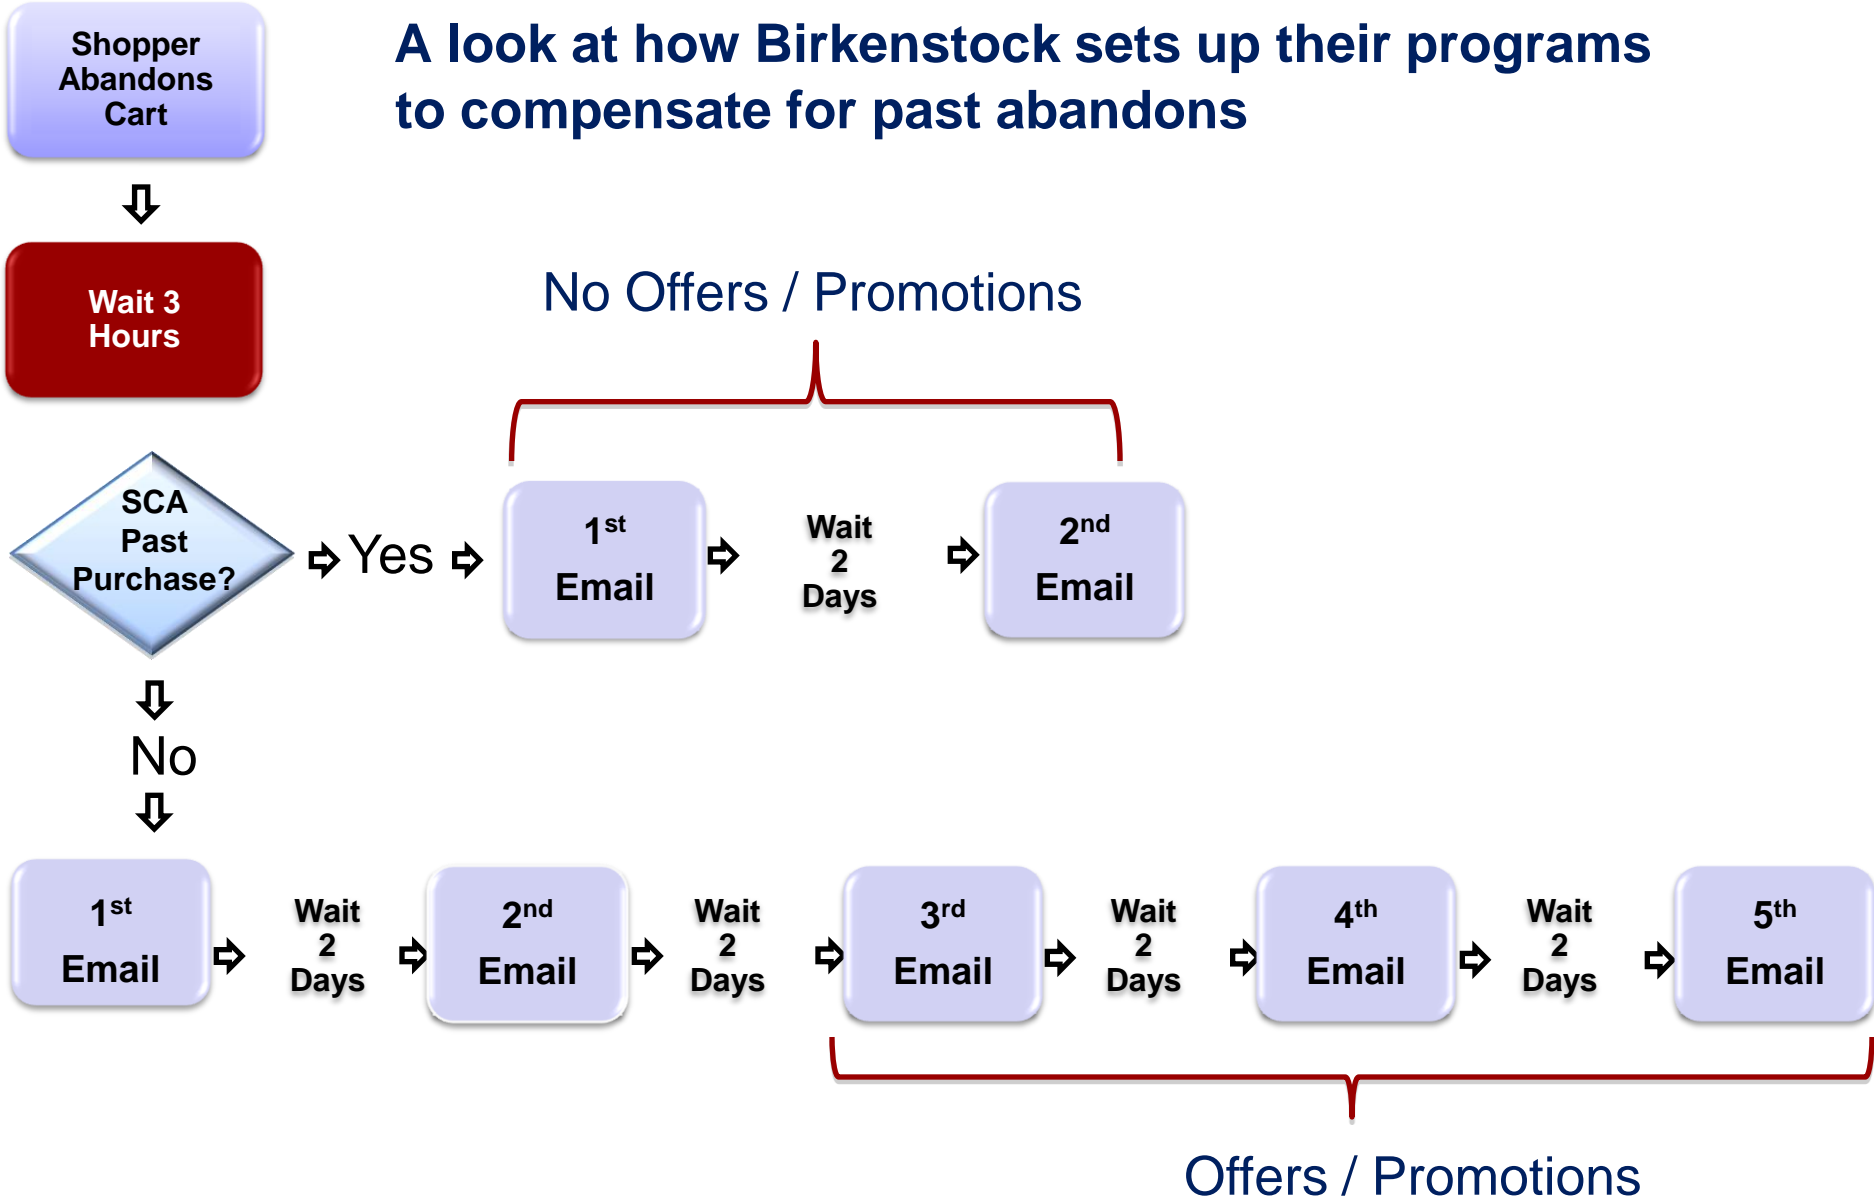 Shopper
Abandons
Cart
A look at how Birkenstock sets up their programs
to compensate for past abandons
Wait 3
Hours
No Offers / Promotions
SCA
Past
Purchase?
Yes
1st
Email
Wait
2
Days
2nd
Email
No
1st
Email
Wait
2
Days
2nd
Email
Wait
2
Days
3rd
Email
Wait
2
Days
4th
Email
Wait
2
Days
5th
Email
Offers / Promotions